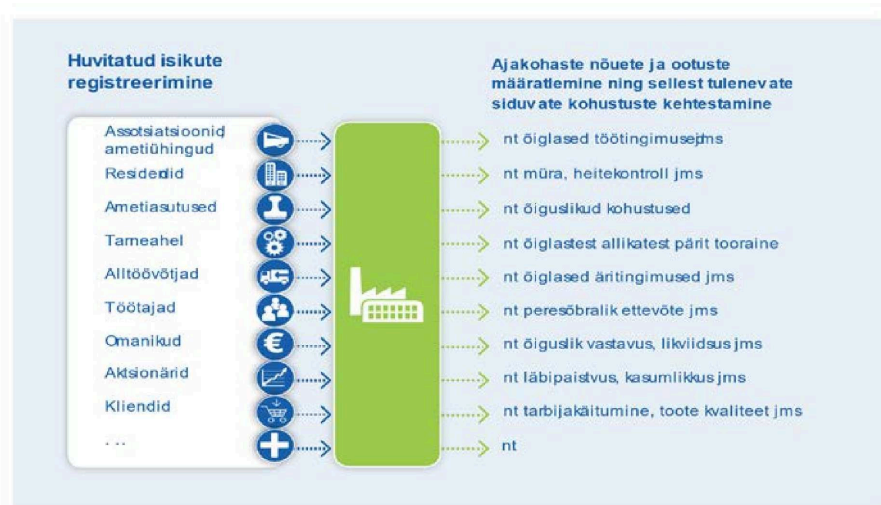 Huvitatud isikute
registreerimine
Ajakohaste nõuete ja ootuste
määratlemine ning sellest tulenevate
siduvate kohustuste kehtestamine
Assotsiatsioonid,
ametiühingud
nt õiglased töötingimused jms
Residendid
nt müra, heitekontroll jms
Ametiasutused
nt õiguslikud kohustused
Tarneahel
nt õiglastest allikatest pärit tooraine
Alltöövõtjad
nt õiglased äritingimused jms
Töötajad
nt peresõbralik ettevõte jms
Omanikud
€
nt õiguslik vastavus, likviidsus jms
Aktsionärid
nt läbipaistvus, kasumlikkus jms
Kliendid
nt tarbijakäitumine, toote kvaliteet jms
. ...
nt